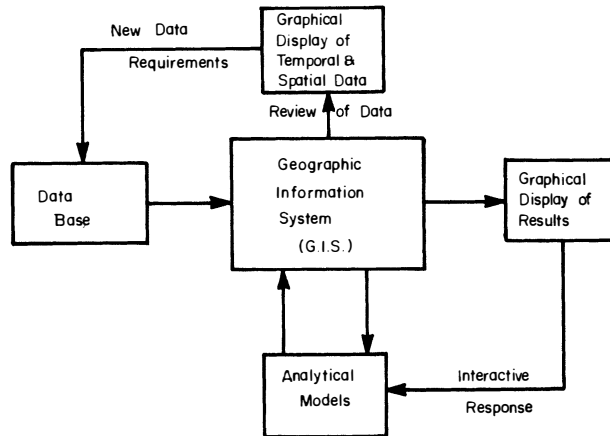 Graphical
Display of
Temporal &
Spatial Data
New Data
Requirements
Review of Data
Geographic
Information
System
(G.I.S.)
Data
Base
Graphical
Display of
Results
Analytical
Models
Interactive
Response